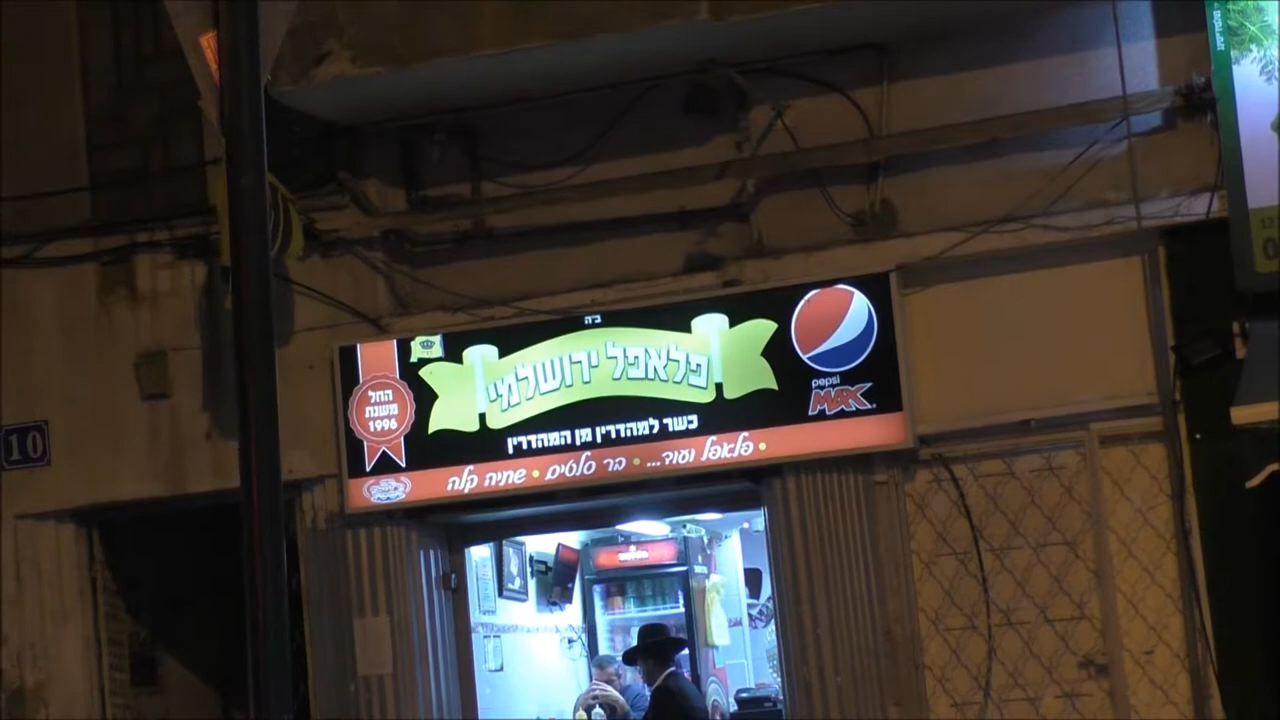 ב"ה
פלאפל ירושלמי
החל
משנת
1996
כשר למהדרין מן המהדרין
פלאפל ועוד... • בר סלטים • שתיה קלה
pepsi
MAX
10